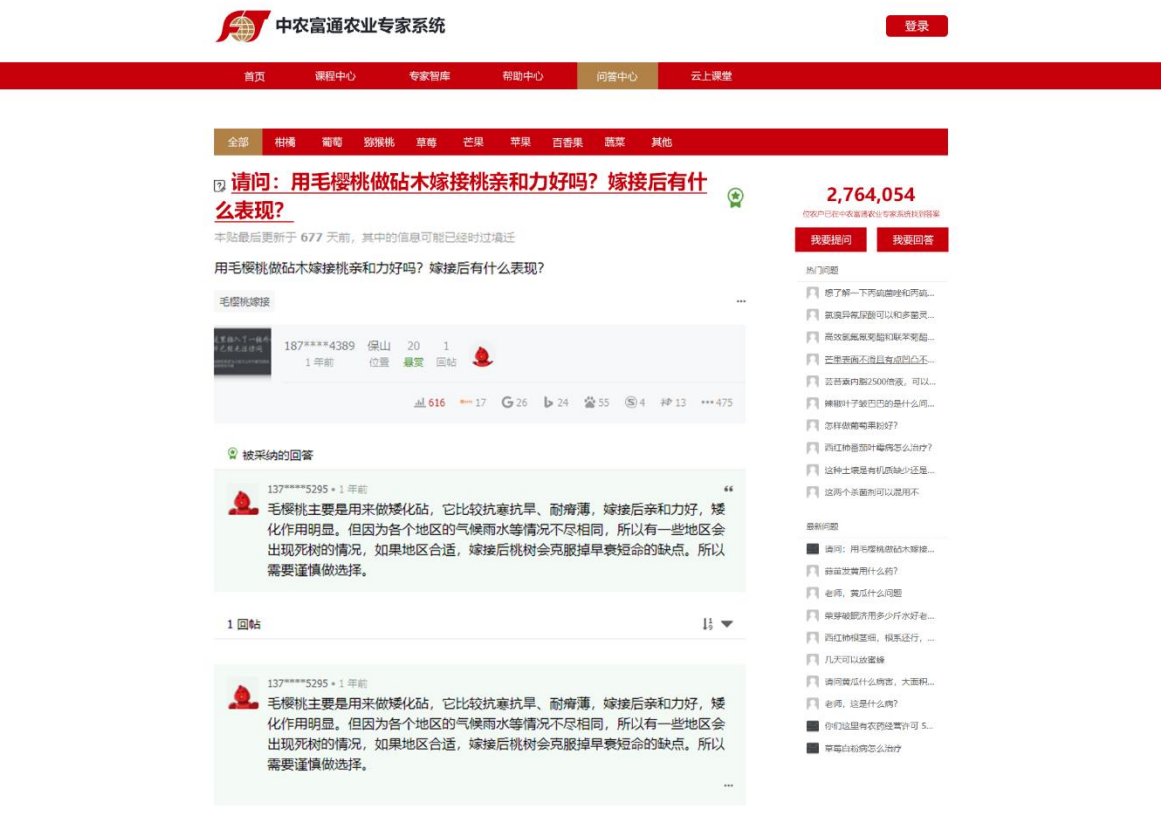 中农富通农业专家系统
登录
首页 课程中心 专家智库 帮助中心 问答中心 云上课堂
全部 柑橘 葡萄 猕猴桃 草莓 芒果 苹果 百香果 蔬菜 其他
请问：用毛樱桃做砧木嫁接桃亲和力好吗？嫁接后有什
么表现？
本贴最后更新于 677 天前，其中的信息可能已经时过境迁
用毛樱桃做砧木嫁接桃亲和力好吗？嫁接后有什么表现？
毛樱桃嫁接
187****4389 保山 20 1
1 年前 位置 悬赏 回帖
616 17 26 24 55 4 13 475
被采纳的回答
137****5295 • 1 年前
毛樱桃主要是用来做矮化砧，它比较抗寒抗旱、耐瘠薄，嫁接后亲和力好，矮
化作用明显。但因为各个地区的气候雨水等情况不尽相同，所以有一些地区会
出现死树的情况，如果地区合适，嫁接后桃树会克服掉早衰短命的缺点。所以
需要谨慎做选择。
1 回帖
137****5295 • 1 年前
毛樱桃主要是用来做矮化砧，它比较抗寒抗旱、耐瘠薄，嫁接后亲和力好，矮
化作用明显。但因为各个地区的气候雨水等情况不尽相同，所以有一些地区会
出现死树的情况，如果地区合适，嫁接后桃树会克服掉早衰短命的缺点。所以
需要谨慎做选择。
2,764,054
位农户已在中农富通农业专家系统找到答案
我要提问 我要回答
热门问题
想了解一下丙硫菌唑和丙硫...
氯溴异氰尿酸可以和多菌灵...
高效氯氟氰菊酯和联苯菊酯...
芒果表面不滑且有点凹凸不...
芸苔素内酯2500倍液，可以...
辣椒叶子皱巴巴的是什么问...
怎样做葡萄果粉好？
西红柿番茄叶霉病怎么治疗？
这种土壤是有机质缺少还是...
这两个杀菌剂可以混用不
最新问题
请问：用毛樱桃做砧木嫁接...
蒜苗发黄用什么药？
老师，黄瓜什么问题
柴芽破眠济用多少斤水好老...
西红柿根茎细，根系还行，...
几天可以放蜜蜂
请问黄瓜什么病害，大面积...
老师，这是什么病？
你们这里有农药经营许可 5...
草莓白粉病怎么治疗